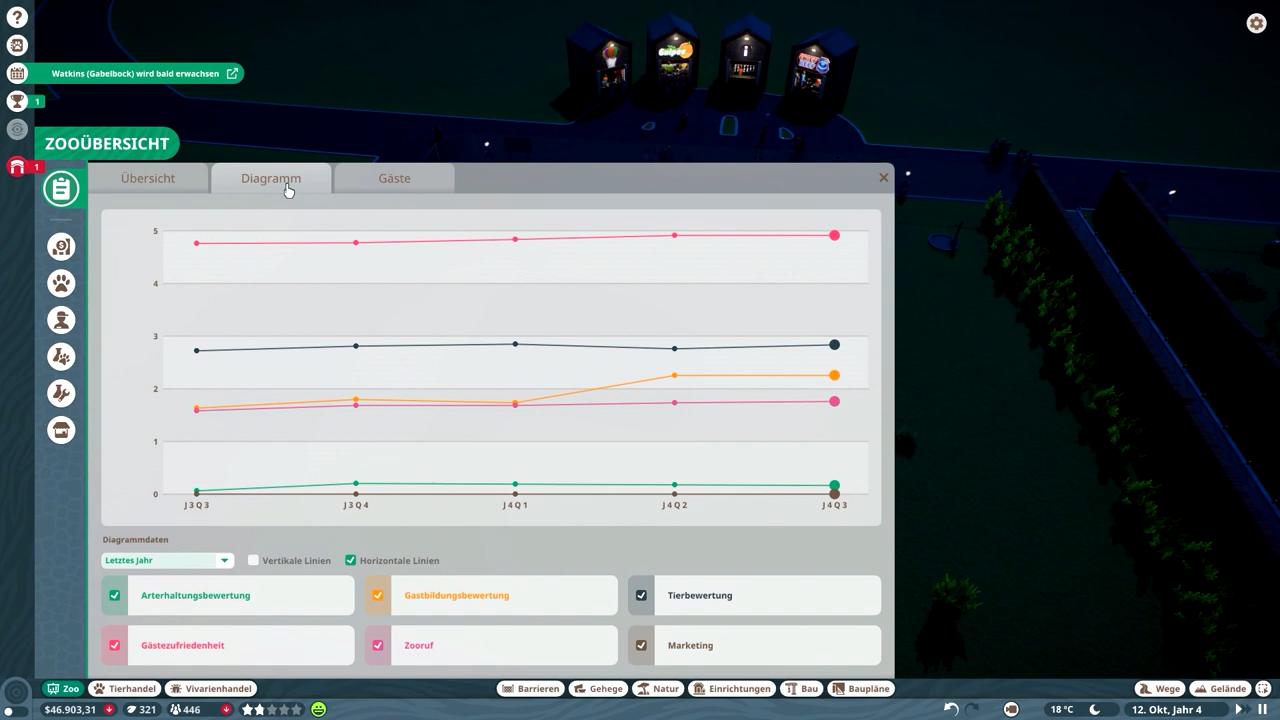 Watkins (Gabelbock) wird bald erwachsen
1
ZOOÜBERSICHT
1
Übersicht Diagramm Gäste
5
4
3
2
1
0
J3Q3 J3Q4 J4Q1 J4Q2 J4Q3
Diagrammdaten
Letztes Jahr Vertikale Linien Horizontale Linien
Arterhaltungsbewertung Gastbildungsbewertung Tierbewertung
Gästezufriedenheit Zooruf Marketing
Zoo Tierhandel Vivarienhandel Barrieren Gehege Natur Einrichtungen Bau Baupläne Wege Gelände
$46.903,31 321 446 18 °C 12. Okt, Jahr 4